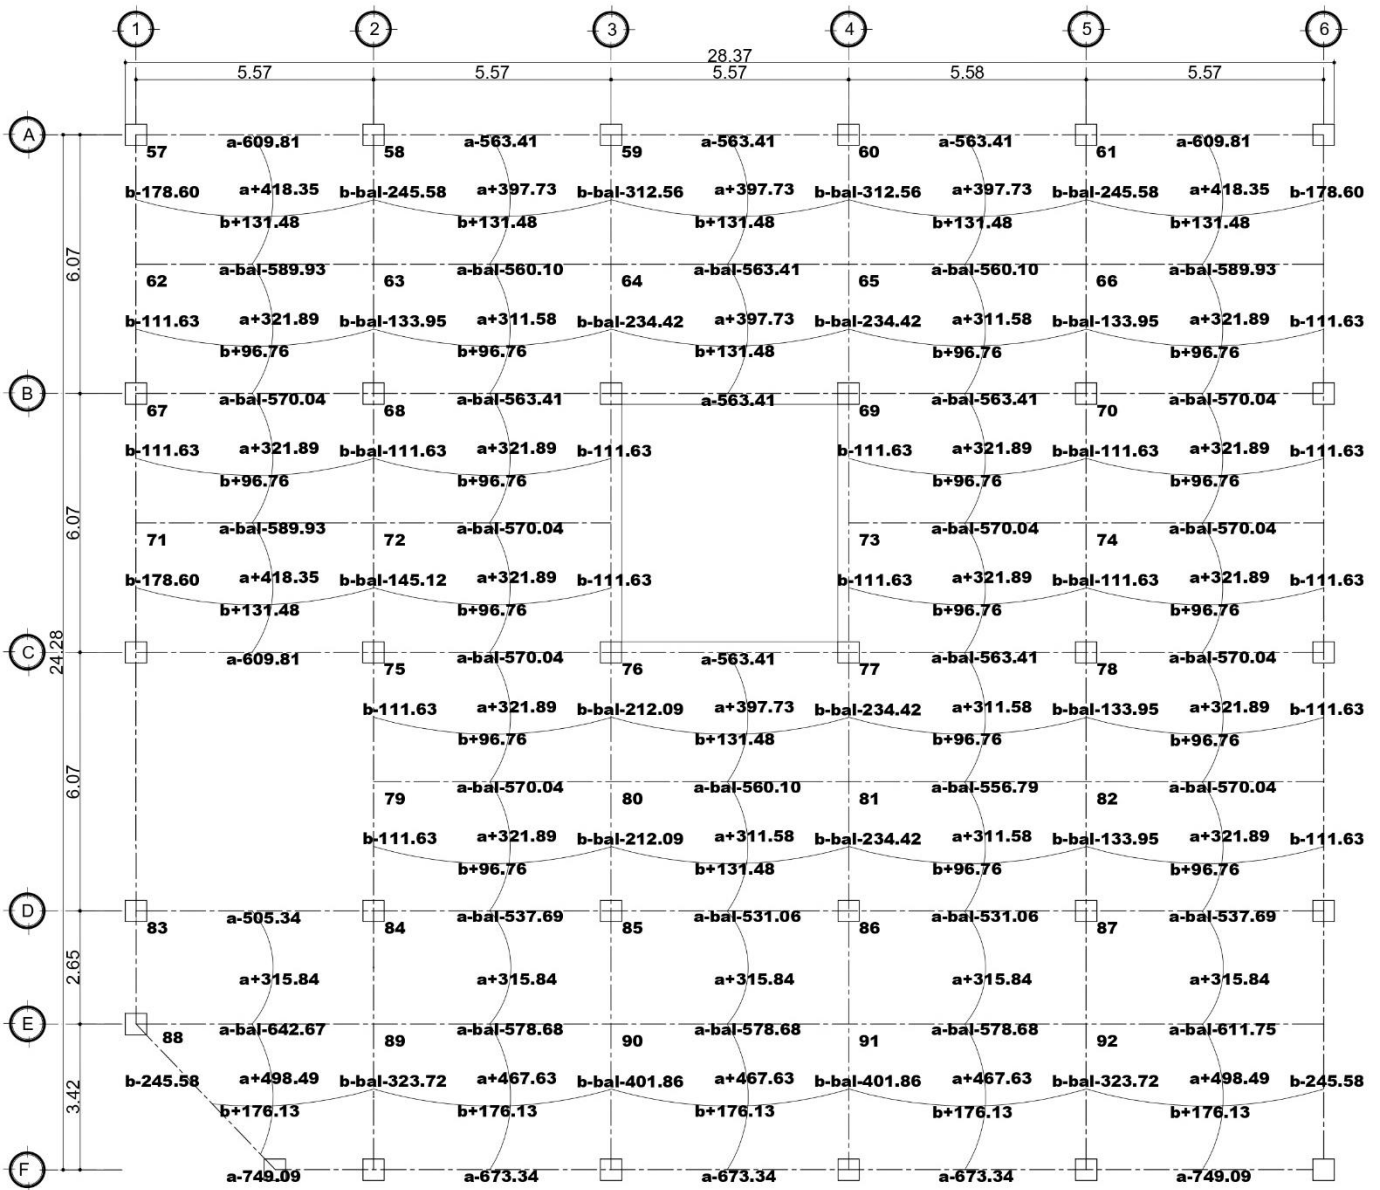 1 2 3 4 5 6
28.37
5.57 5.57 5.57 5.58 5.57
A a-609.81 a-563.41 a-563.41 a-563.41 a-609.81
57 58 59 60 61
b-178.60 a+418.35 b-bal-245.58 a+397.73 b-bal-312.56 a+397.73 b-bal-312.56 a+397.73 b-bal-245.58 a+418.35 b-178.60
b+131.48 b+131.48 b+131.48 b+131.48 b+131.48
6.07
a-bal-589.93 a-bal-560.10 a-bal-563.41 a-bal-560.10 a-bal-589.93
62 63 64 65 66
b-111.63 a+321.89 b-bal-133.95 a+311.58 b-bal-234.42 a+397.73 b-bal-234.42 a+311.58 b-bal-133.95 a+321.89 b-111.63
b+96.76 b+96.76 b+131.48 b+96.76 b+96.76
B a-bal-570.04 a-bal-563.41 a-563.41 a-bal-563.41 a-bal-570.04
67 68 69 70
b-111.63 a+321.89 b-bal-111.63 a+321.89 b-111.63 b-111.63 a+321.89 b-bal-111.63 a+321.89 b-111.63
b+96.76 b+96.76 b+96.76 b+96.76
6.07
a-bal-589.93 a-bal-570.04 a-bal-570.04 a-bal-570.04
71 72 73 74
b-178.60 a+418.35 b-bal-145.12 a+321.89 b-111.63 b-111.63 a+321.89 b-bal-111.63 a+321.89 b-111.63
b+131.48 b+96.76 b+96.76 b+96.76
C 24.28 a-609.81 a-bal-570.04 a-563.41 a-bal-563.41 a-bal-570.04
75 76 77 78
b-111.63 a+321.89 b-bal-212.09 a+397.73 b-bal-234.42 a+311.58 b-bal-133.95 a+321.89 b-111.63
b+96.76 b+131.48 b+96.76 b+96.76
6.07
a-bal-570.04 a-bal-560.10 a-bal-556.79 a-bal-570.04
79 80 81 82
b-111.63 a+321.89 b-bal-212.09 a+311.58 b-bal-234.42 a+311.58 b-bal-133.95 a+321.89 b-111.63
b+96.76 b+131.48 b+96.76 b+96.76
D a-505.34 a-bal-537.69 a-bal-531.06 a-bal-531.06 a-bal-537.69
83 84 85 86 87
2.65
a+315.84 a+315.84 a+315.84 a+315.84 a+315.84
E a-bal-642.67 a-bal-578.68 a-bal-578.68 a-bal-578.68 a-bal-611.75
88 89 90 91 92
b-245.58 a+498.49 b-bal-323.72 a+467.63 b-bal-401.86 a+467.63 b-bal-401.86 a+467.63 b-bal-323.72 a+498.49 b-245.58
3.42
b+176.13 b+176.13 b+176.13 b+176.13 b+176.13
F a-749.09 a-673.34 a-673.34 a-673.34 a-749.09